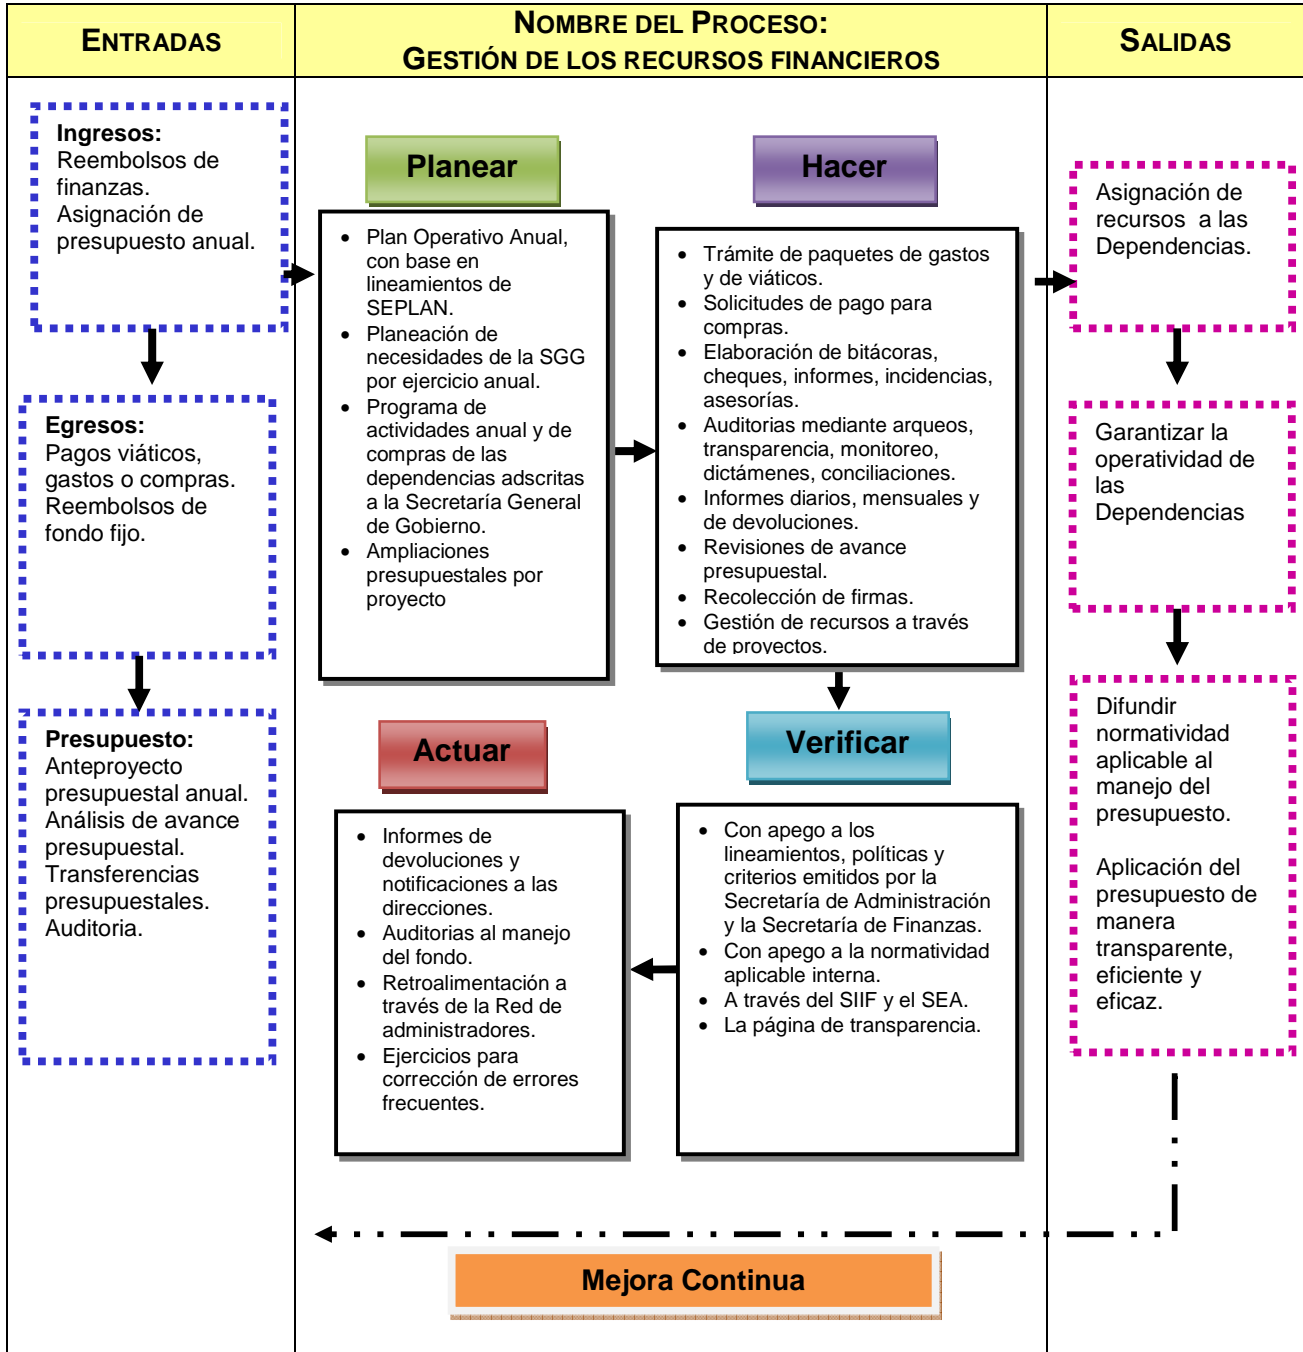 ENTRADAS
NOMBRE DEL PROCESO:
GESTIÓN DE LOS RECURSOS FINANCIEROS
SALIDAS
Ingresos:
Reembolsos de
finanzas.
Asignación de
presupuesto anual.
Egresos:
Pagos viáticos,
gastos o compras.
Reembolsos de
fondo fijo.
Presupuesto:
Anteproyecto
presupuestal anual.
Análisis de avance
presupuestal.
Transferencias
presupuestales.
Auditoria.
Planear
• Plan Operativo Anual,
con base en
lineamientos de
SEPLAN.
• Planeación de
necesidades de la SGG
por ejercicio anual.
• Programa de
actividades anual y de
compras de las
dependencias adscritas
a la Secretaría General
de Gobierno.
• Ampliaciones
presupuestales por
proyecto
Hacer
• Trámite de paquetes de gastos
y de viáticos.
• Solicitudes de pago para
compras.
• Elaboración de bitácoras,
cheques, informes, incidencias,
asesorías.
• Auditorias mediante arqueos,
transparencia, monitoreo,
dictámenes, conciliaciones.
• Informes diarios, mensuales y
de devoluciones.
• Revisiones de avance
presupuestal.
• Recolección de firmas.
• Gestión de recursos a través
de proyectos.
Actuar
• Informes de
devoluciones y
notificaciones a las
direcciones.
• Auditorias al manejo
del fondo.
• Retroalimentación a
través de la Red de
administradores.
• Ejercicios para
corrección de errores
frecuentes.
Verificar
• Con apego a los
lineamientos, políticas y
criterios emitidos por la
Secretaría de Administración
y la Secretaría de Finanzas.
• Con apego a la normatividad
aplicable interna.
• A través del SIIF y el SEA.
• La página de transparencia.
Asignación de
recursos a las
Dependencias.
Garantizar la
operatividad de
las
Dependencias
Difundir
normatividad
aplicable al
manejo del
presupuesto.
Aplicación del
presupuesto de
manera
transparente,
eficiente y
eficaz.
Mejora Continua